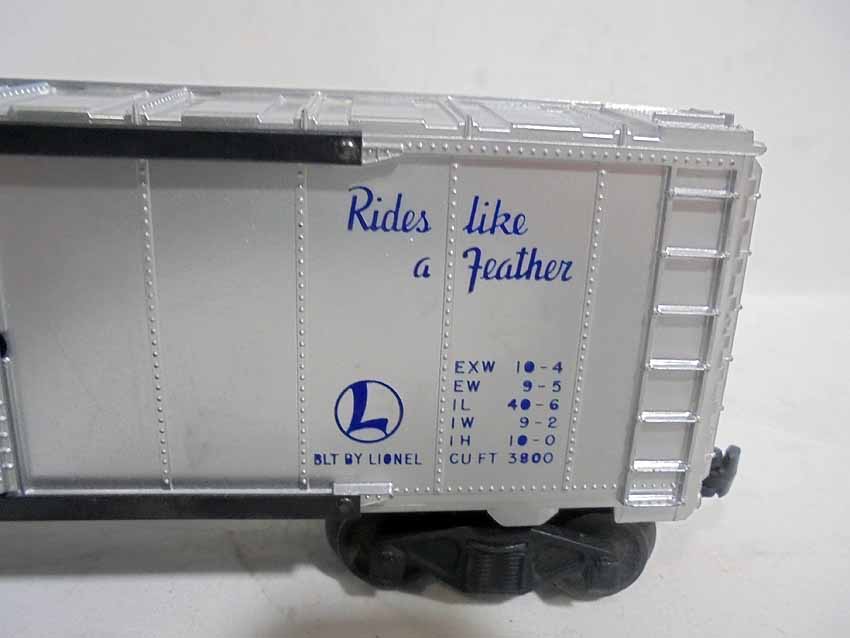 Rides like
a Feather
EXW 10-4
EW 9-5
IL 40-6
IW 9-2
IH 10-0
CU FT 3800
L
BLT BY LIONEL